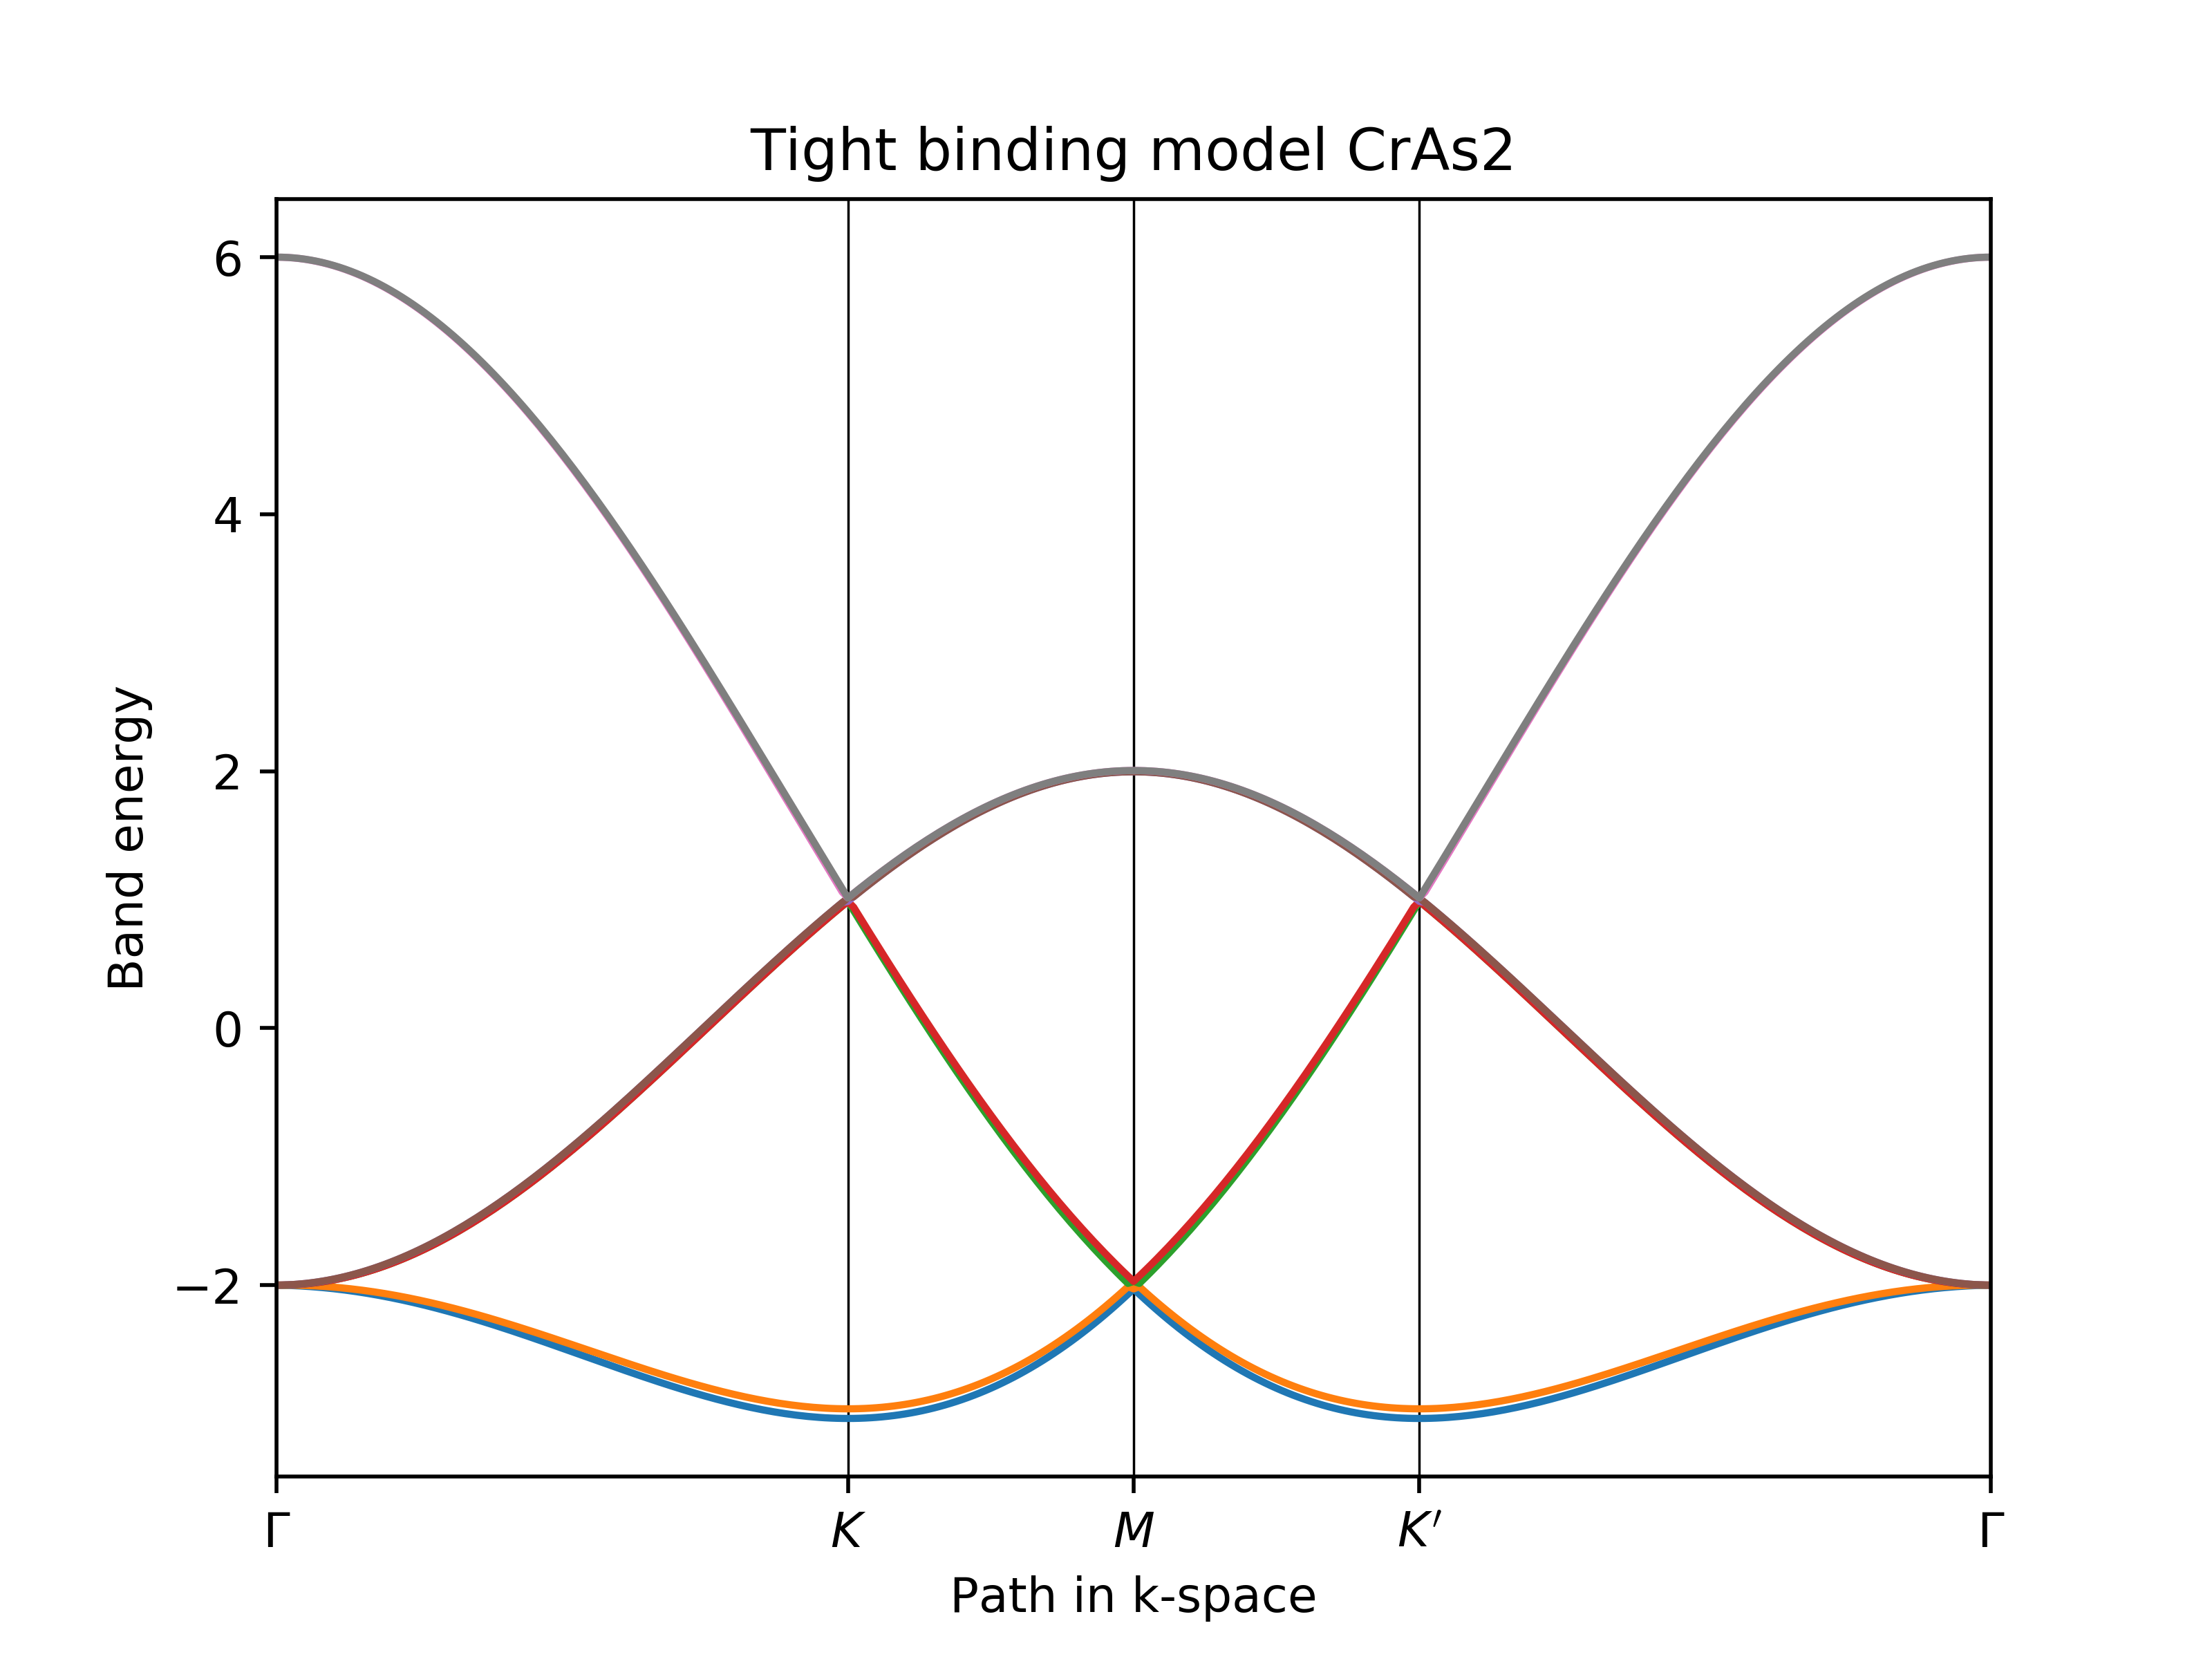 Tight binding model CrAs2
6
4
2
0
−2
Band energy
Γ K M K′ Γ
Path in k-space